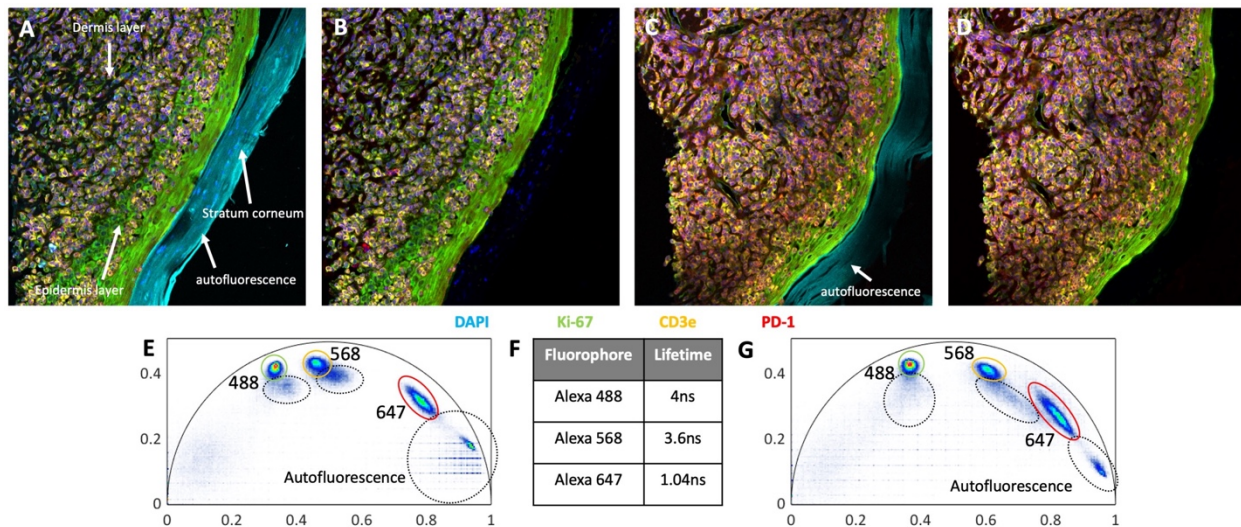 A
B
C
D
Dermis layer
Stratum corneum
autofluorescence
Epidermis layer
autofluorescence
DAPI
Ki-67
CD3e
PD-1
E
0.4
0.2
0
0
0.2
0.4
0.6
0.8
1
488
568
647
Autofluorescence
F
Fluorophore Lifetime
Alexa 488 4ns
Alexa 568 3.6ns
Alexa 647 1.04ns
G
0.4
0.2
0
0
0.2
0.4
0.6
0.8
1
488
568
647
Autofluorescence